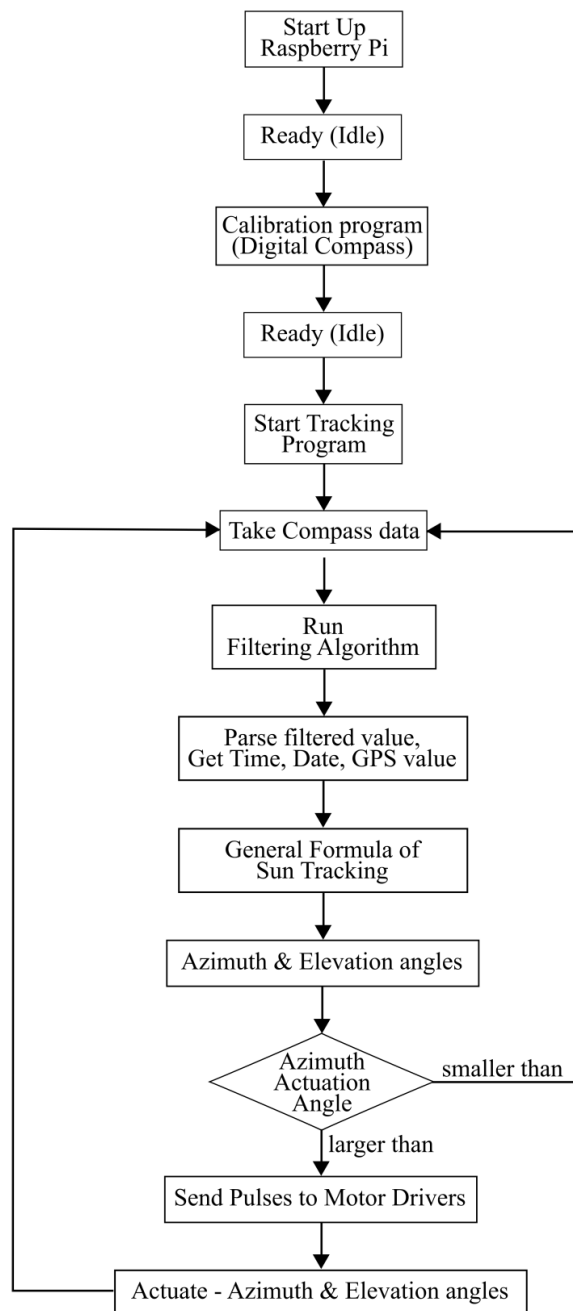 Start Up
Raspberry Pi
Ready (Idle)
Calibration program
(Digital Compass)
Ready (Idle)
Start Tracking
Program
Take Compass data
Run
Filtering Algorithm
Parse filtered value,
Get Time, Date, GPS value
General Formula of
Sun Tracking
Azimuth & Elevation angles
Azimuth
Actuation
Angle
smaller than
larger than
Send Pulses to Motor Drivers
Actuate - Azimuth & Elevation angles